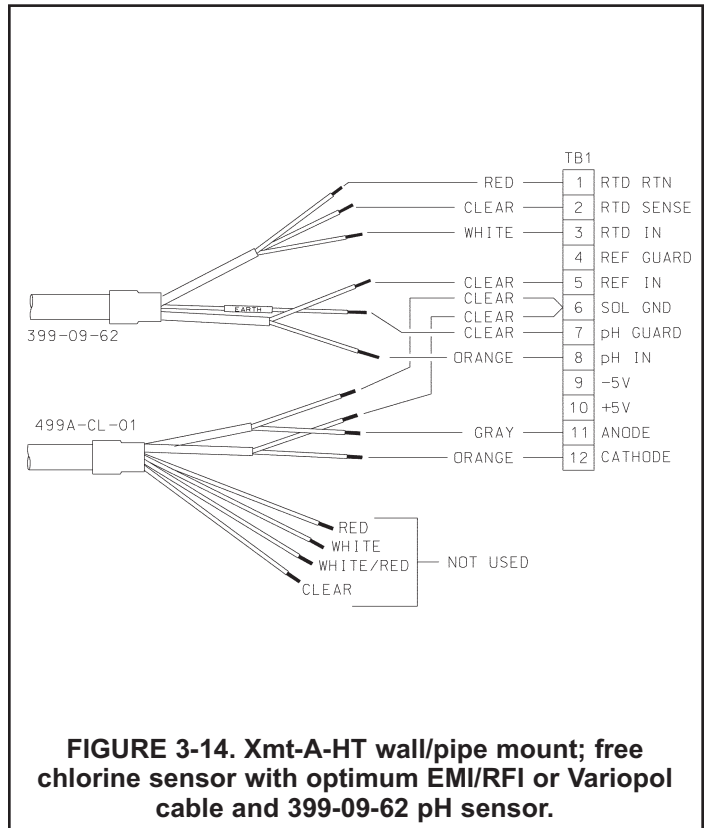 TB1
RED 1 RTD RTN
CLEAR 2 RTD SENSE
WHITE 3 RTD IN
4 REF GUARD
CLEAR 5 REF IN
CLEAR
6 SOL GND
CLEAR
EARTH
CLEAR 7 pH GUARD
399-09-62
ORANGE 8 pH IN
9 -5V
10 +5V
499A-CL-01
GRAY 11 ANODE
ORANGE 12 CATHODE
RED
WHITE
WHITE/RED
NOT USED
CLEAR
FIGURE 3-14. Xmt-A-HT wall/pipe mount; free
chlorine sensor with optimum EMI/RFI or Variopol
cable and 399-09-62 pH sensor.